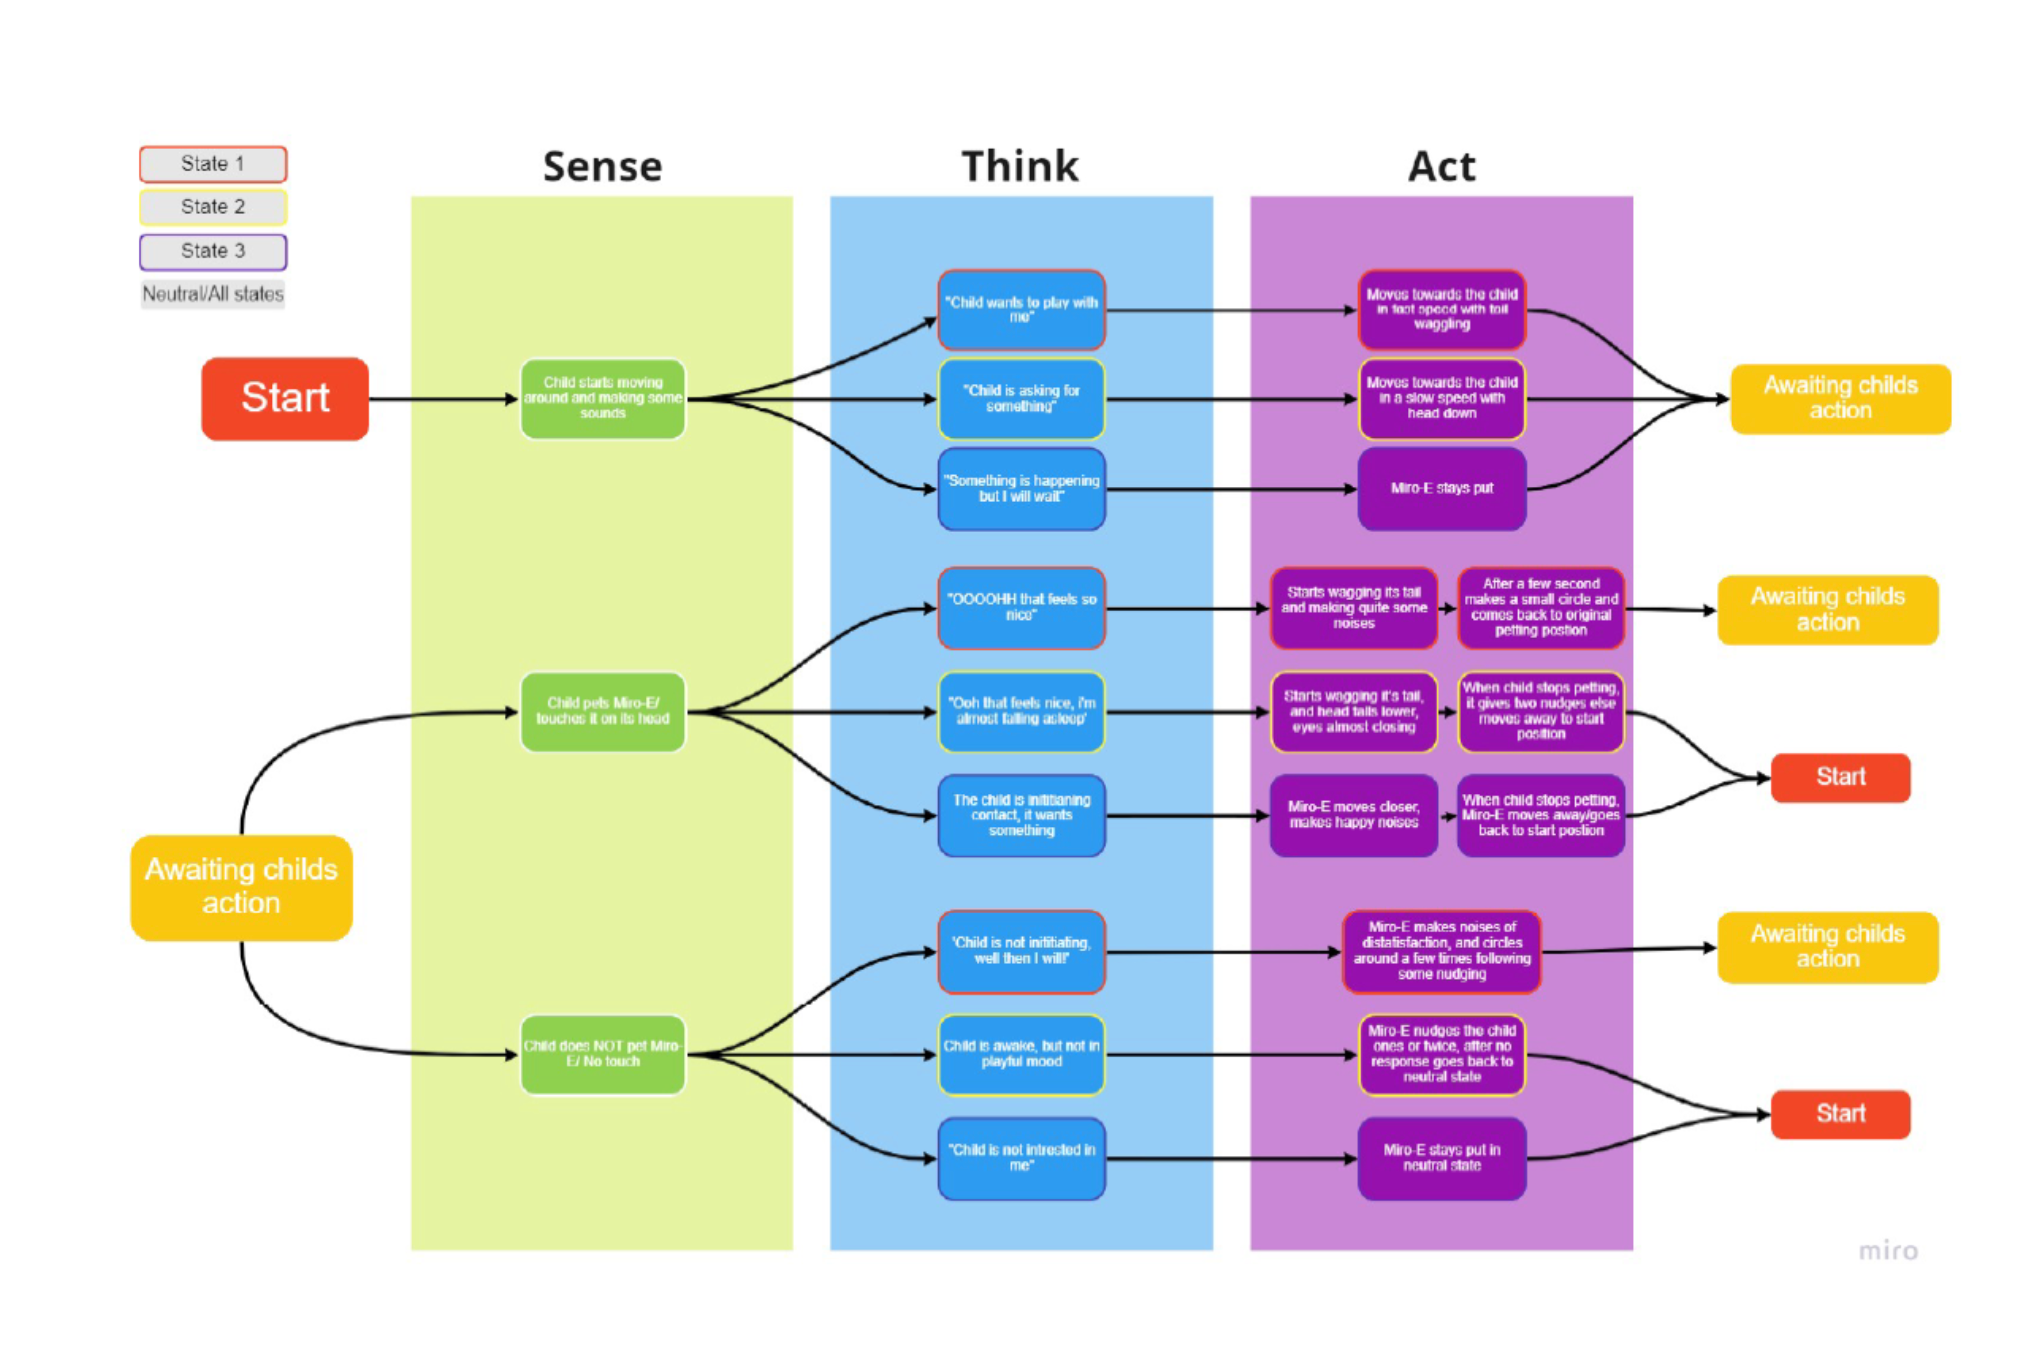 State 1
State 2
State 3
Neutral/All states
Sense
Think
Act
Start
Child starts moving
around and making some
sounds
"Child wants to play with
me"
Moves towards the child
in fast speed with tail
waggling
"Child is asking for
something"
Moves towards the child
in a slow speed with
head down
"Something is happening
but I will wait"
Miro-E stays put
Awaiting childs
action
Awaiting childs
action
Child pets Miro-E/
touches it on its head
"OOOOHH that feels so
nice"
Starts wagging its tail
and making quite some
noises
After a few second
makes a small circle and
comes back to original
petting postion
Awaiting childs
action
"Ooh that feels nice, i'm
almost falling asleep'
Starts wagging it's tail,
and head falls lower,
eyes almost closing
When child stops petting,
it gives two nudges else
moves away to start
position
The child is inititianing
contact, it wants
something
Miro-E moves closer,
makes happy noises
When child stops petting,
Miro-E moves away/goes
back to start postion
Start
Child does NOT pet Miro-
E/ No touch
'Child is not inititiating,
well then I will!'
Miro-E makes noises of
distatisfaction, and circles
around a few times following
some nudging
Awaiting childs
action
Child is awake, but not in
playful mood
Miro-E nudges the child
ones or twice, after no
response goes back to
neutral state
"Child is not intrested in
me"
Miro-E stays put in
neutral state
Start
miro